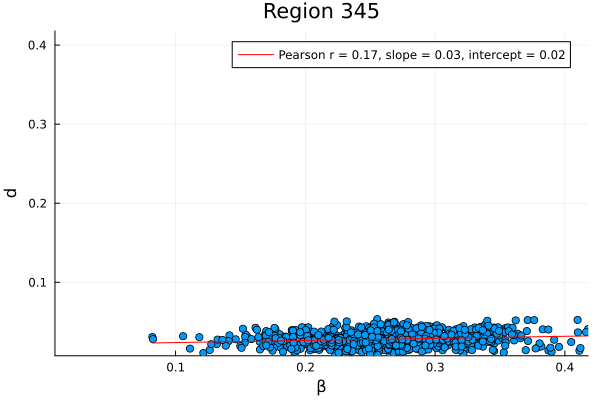 Region 345
Pearson r = 0.17, slope = 0.03, intercept = 0.02
d
0.4
0.3
0.2
0.1
0.1 0.2 0.3 0.4
β